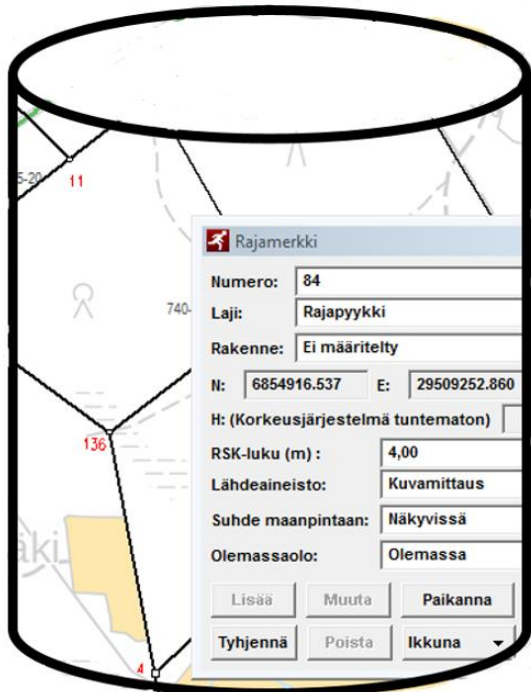 5-20
11
740-
136
äki
4
Rajamerkki
Numero: 84
Laji: Rajapyykki
Rakenne: Ei määritelty
N: 6854916.537 E: 29509252.860
H: (Korkeusjärjestelmä tuntematon)
RSK-luku (m) : 4,00
Lähdeaineisto: Kuvamittaus
Suhde maanpintaan: Näkyvissä
Olemassaolo: Olemassa
Lisää Muuta Paikanna
Tyhjennä Poista Ikkuna